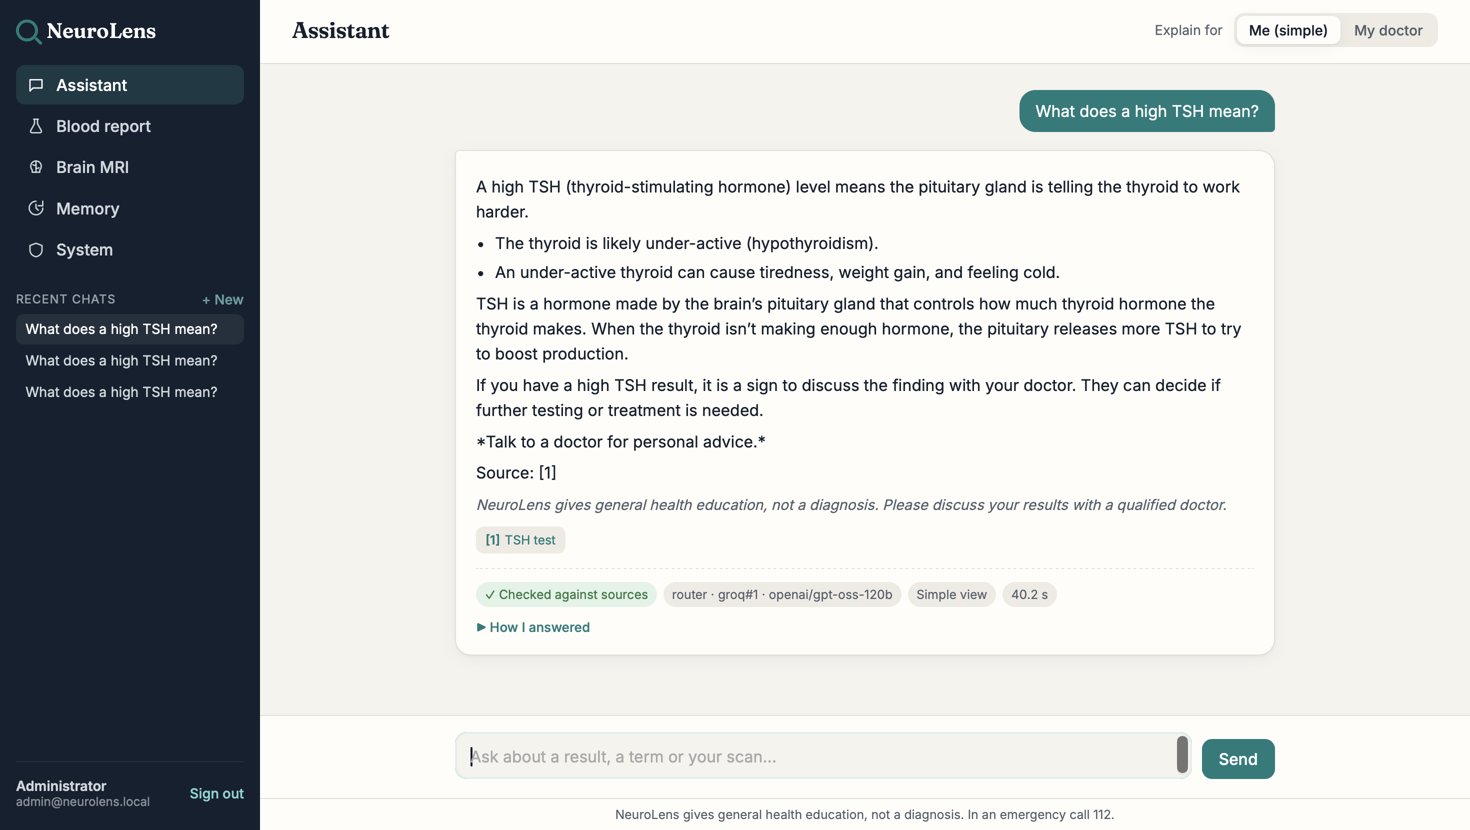 NeuroLens
Assistant
Blood report
Brain MRI
Memory
System
RECENT CHATS
+ New
What does a high TSH mean?
What does a high TSH mean?
What does a high TSH mean?
Administrator
admin@neurolens.local
Sign out
Assistant
Explain for
Me (simple)
My doctor
What does a high TSH mean?
A high TSH (thyroid-stimulating hormone) level means the pituitary gland is telling the thyroid to work
harder.
• The thyroid is likely under-active (hypothyroidism).
• An under-active thyroid can cause tiredness, weight gain, and feeling cold.
TSH is a hormone made by the brain’s pituitary gland that controls how much thyroid hormone the
thyroid makes. When the thyroid isn’t making enough hormone, the pituitary releases more TSH to try
to boost production.
If you have a high TSH result, it is a sign to discuss the finding with your doctor. They can decide if
further testing or treatment is needed.
*Talk to a doctor for personal advice.*
Source: [1]
NeuroLens gives general health education, not a diagnosis. Please discuss your results with a qualified doctor.
[1] TSH test
✓ Checked against sources
router · groq#1 · openai/gpt-oss-120b
Simple view
40.2 s
▶ How I answered
Ask about a result, a term or your scan...
Send
NeuroLens gives general health education, not a diagnosis. In an emergency call 112.